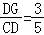 DG/CD = 3/5